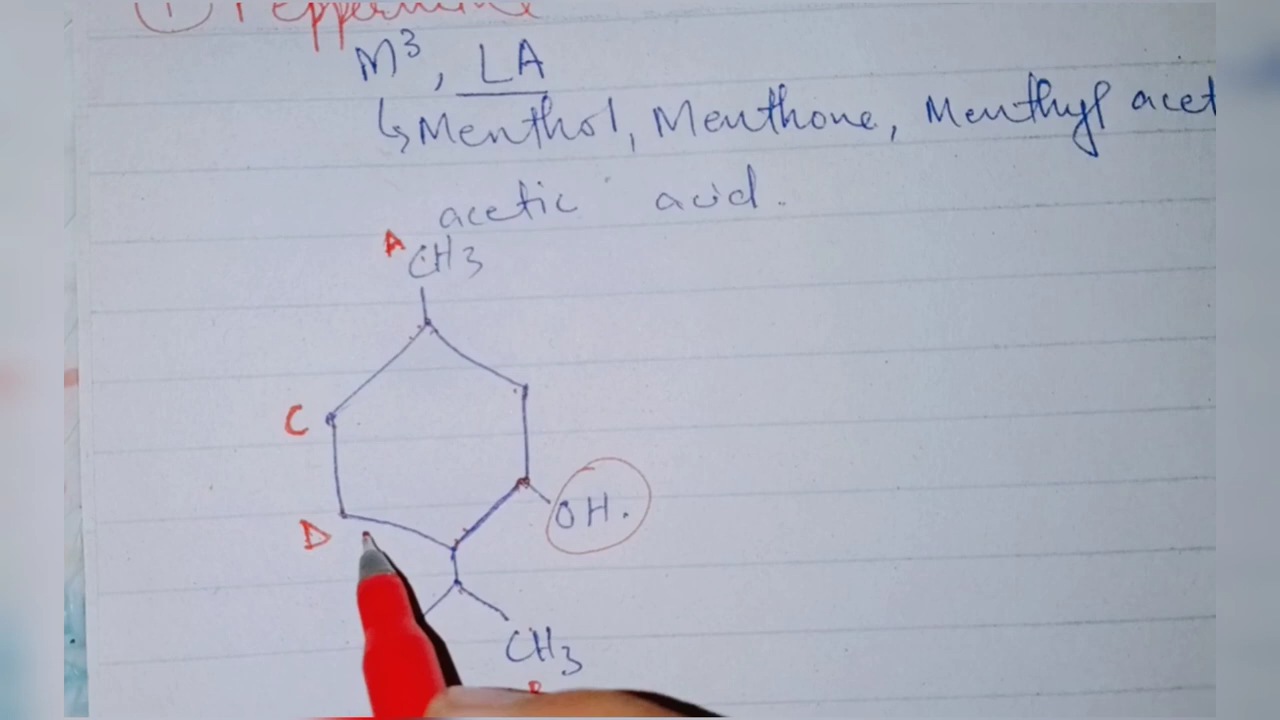 M³, LA
↳ Menthol, Menthone, Menthyl acet
acetic acid.
A
CH3
C
OH.
D
CH3